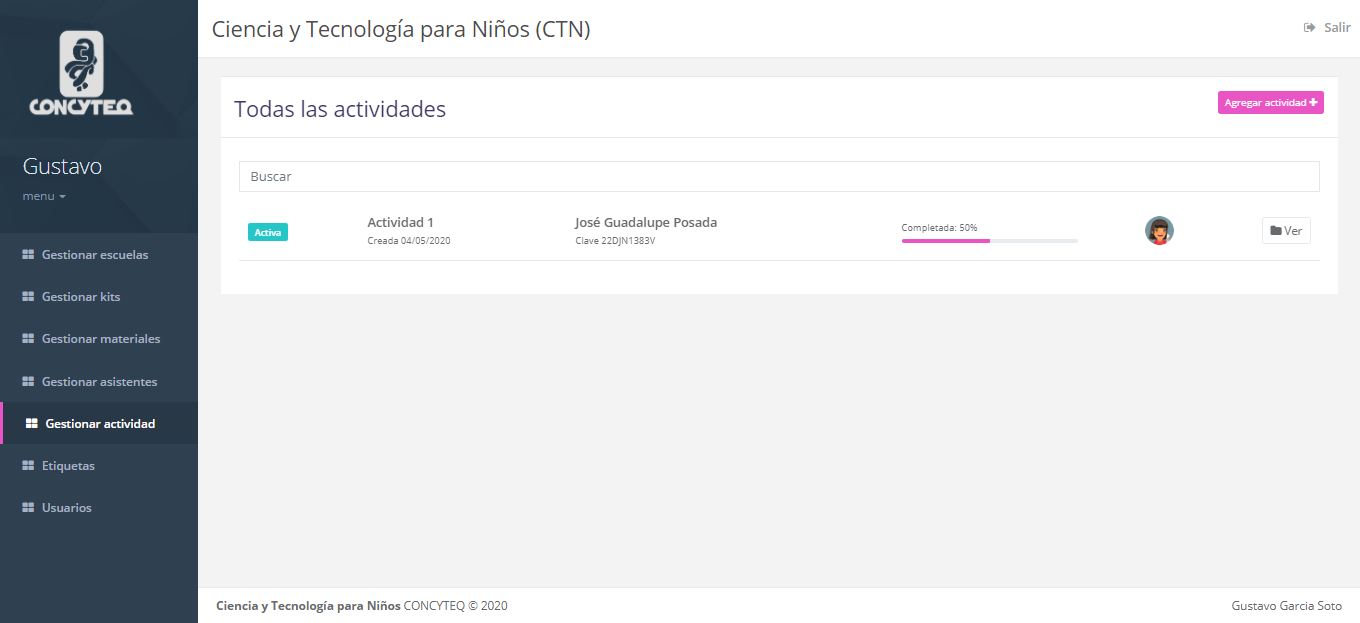 CONCYTEQ
Gustavo
menu
Gestionar escuelas
Gestionar kits
Gestionar materiales
Gestionar asistentes
Gestionar actividad
Etiquetas
Usuarios
Ciencia y Tecnología para Niños (CTN)
Salir
Todas las actividades
Agregar actividad
Buscar
Activa
Actividad 1
Creada 04/05/2020
José Guadalupe Posada
Clave 22DJN1383V
Completada: 50%
Ver
Ciencia y Tecnología para Niños CONCYTEQ © 2020
Gustavo Garcia Soto